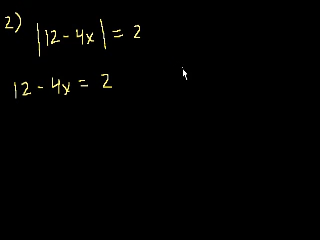 2) |12 - 4x| = 2
12 - 4x = 2